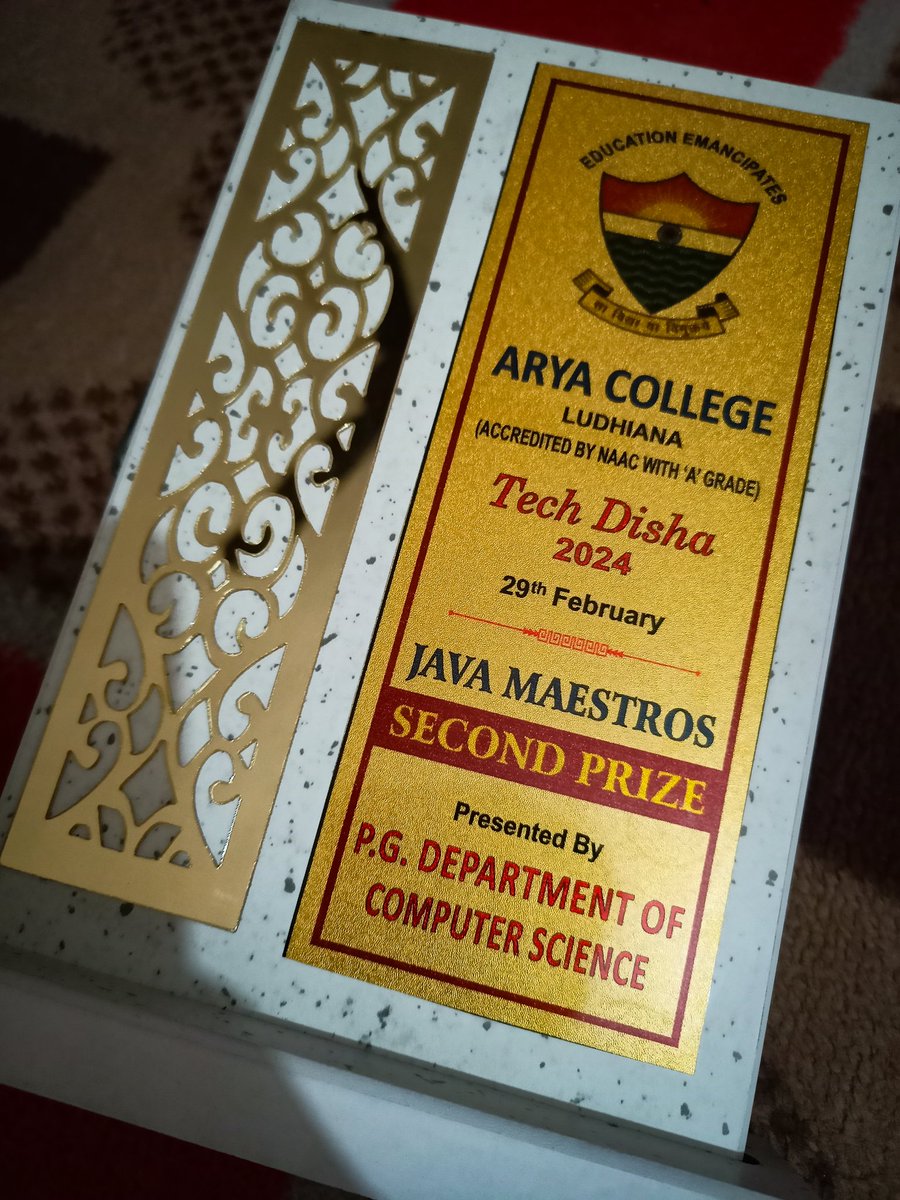 EDUCATION EMANCIPATES
सा विद्या या विमुक्तये
ARYA COLLEGE
LUDHIANA
(ACCREDITED BY NAAC WITH 'A' GRADE)
Tech Disha
2024
29th February
JAVA MAESTROS
SECOND PRIZE
Presented By
P.G. DEPARTMENT OF
COMPUTER SCIENCE